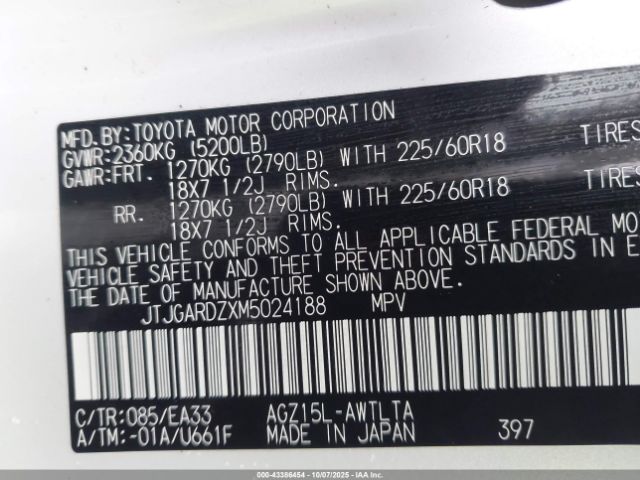 MFD.BY:TOYOTA MOTOR CORPORATION
GVWR:2360KG (5200LB)
GAWR:FRT. 1270KG (2790LB) WITH 225/60R18 TIRES
18X7 1/2J RIMS.
RR. 1270KG (2790LB) WITH 225/60R18 TIRES
18X7 1/2J RIMS.
THIS VEHICLE CONFORMS TO ALL APPLICABLE FEDERAL MO
VEHICLE SAFETY AND THEFT PREVENTION STANDARDS IN E
THE DATE OF MANUFACTURE SHOWN ABOVE.
JTJGARDZXM5024188 MPV
C/TR:085/EA33 AGZ15L-AWTLTA
A/TM:-01A/U661F MADE IN JAPAN 397
000-43386454 | 10/07/2025 | iaai.com